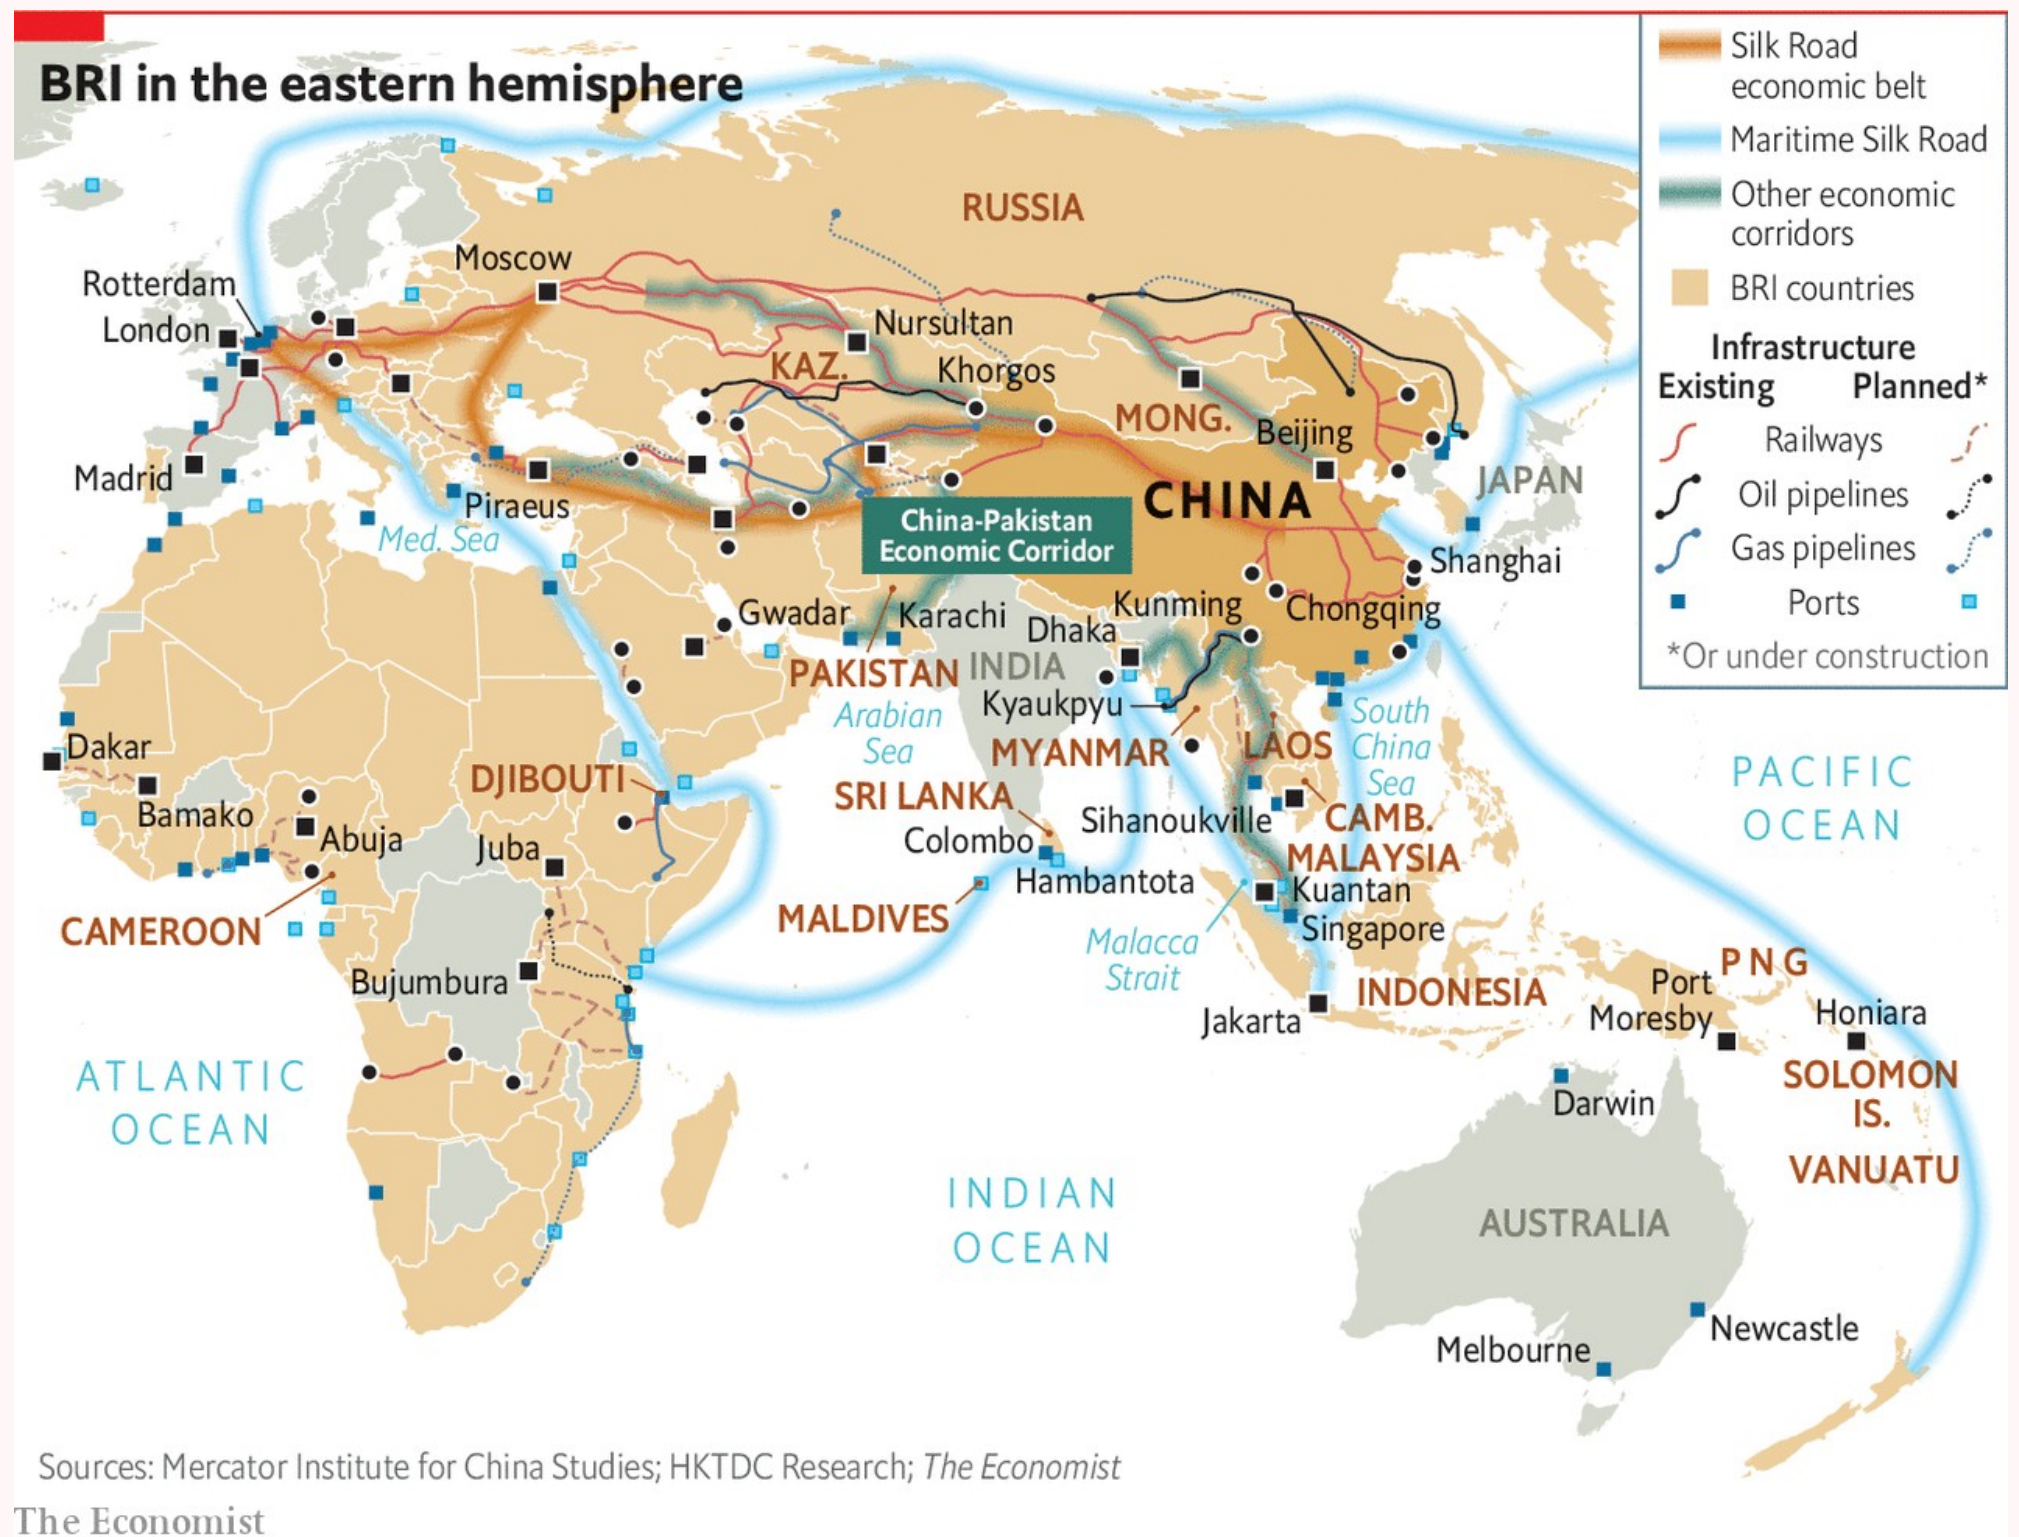 BRI in the eastern hemisphere
Silk Road
economic belt
Maritime Silk Road
Other economic
corridors
BRI countries
Infrastructure
Existing
Planned*
Railways
Oil pipelines
Gas pipelines
Ports
*Or under construction
RUSSIA
Moscow
Rotterdam
London
Nursultan
KAZ.
Khorgos
MONG.
Beijing
Madrid
JAPAN
Piraeus
CHINA
Med. Sea
China-Pakistan
Economic Corridor
Shanghai
Gwadar
Karachi
Dhaka
Kunming
Chongqing
PAKISTAN
INDIA
Arabian
Sea
Kyaukpyu
South
China
Sea
MYANMAR
LAOS
Dakar
DJIBOUTI
SRI LANKA
PACIFIC
OCEAN
Bamako
Abuja
Juba
Colombo
Sihanoukville
CAMB.
MALAYSIA
Hambantota
Kuantan
CAMEROON
MALDIVES
Malacca
Strait
Singapore
Bujumbura
Jakarta
INDONESIA
PNG
Port
Moresby
Honiara
ATLANTIC
OCEAN
SOLOMON
IS.
Darwin
VANUATU
INDIAN
OCEAN
AUSTRALIA
Newcastle
Melbourne
Sources: Mercator Institute for China Studies; HKTDC Research; The Economist
The Economist